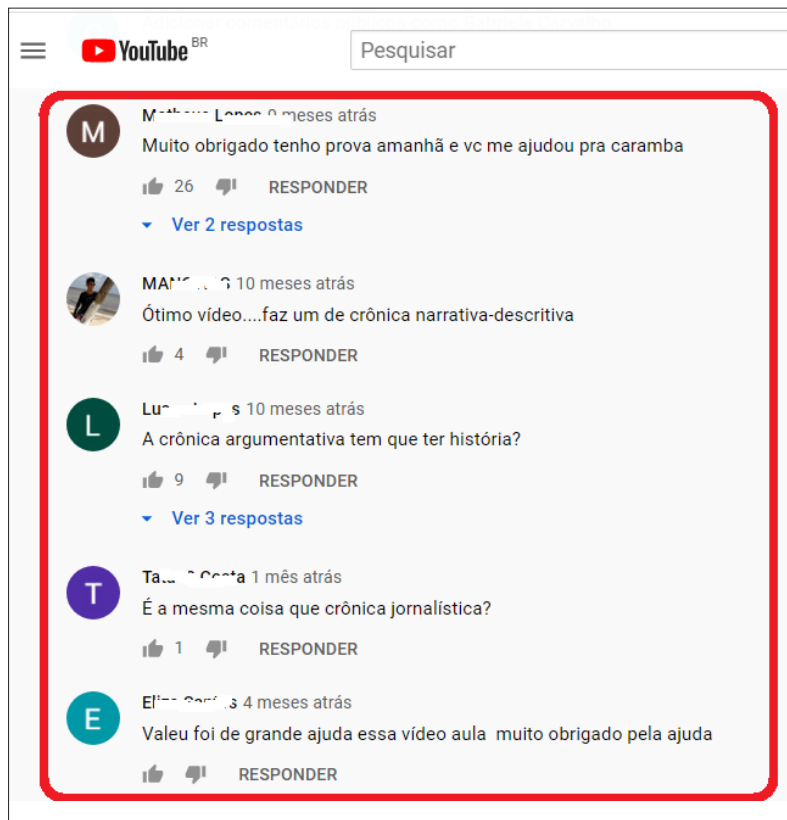 YouTube BR
Pesquisar
meses atrás
Muito obrigado tenho prova amanhã e vc me ajudou pra caramba
26 RESPONDER
Ver 2 respostas
10 meses atrás
Ótimo vídeo....faz um de crônica narrativa-descritiva
4 RESPONDER
10 meses atrás
A crônica argumentativa tem que ter história?
9 RESPONDER
Ver 3 respostas
1 mês atrás
É a mesma coisa que crônica jornalística?
1 RESPONDER
4 meses atrás
Valeu foi de grande ajuda essa vídeo aula muito obrigado pela ajuda
RESPONDER
M
L
T
E